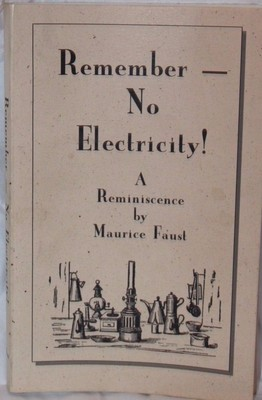 Remember —
No
Electricity!
A
Reminiscence
by
Maurice Faust